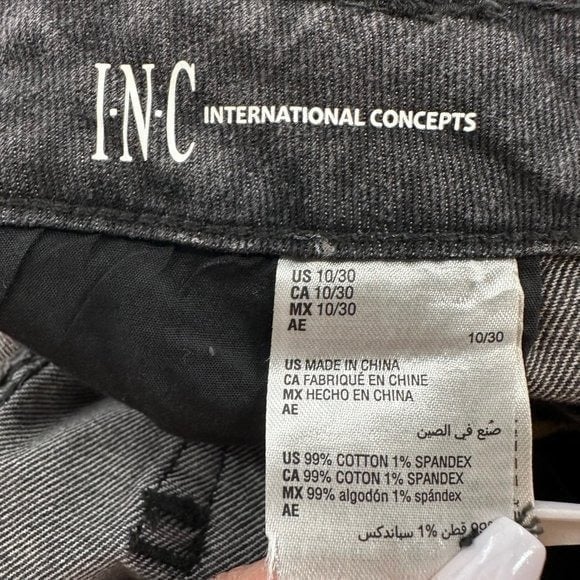 I·N·C INTERNATIONAL CONCEPTS
US 10/30
CA 10/30
MX 10/30
AE
10/30
US MADE IN CHINA
CA FABRIQUÉ EN CHINE
MX HECHO EN CHINA
AE
صنع في الصين
US 99% COTTON 1% SPANDEX
CA 99% COTON 1% SPANDEX
MX 99% algodón 1% spándex
AE
قطن 1% سباندكس